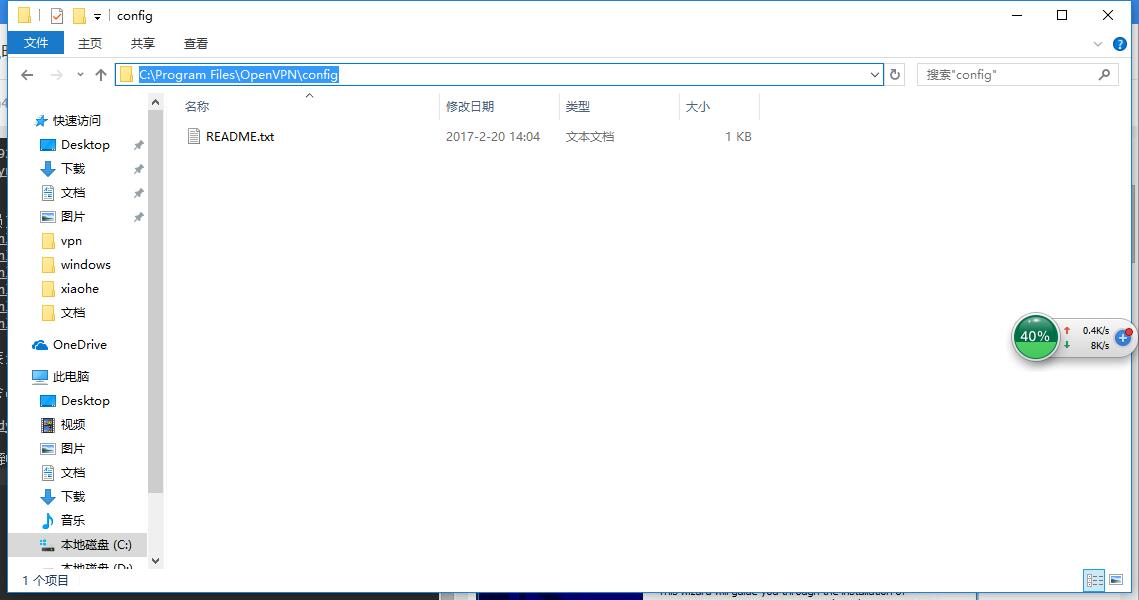 config
文件 主页 共享 查看
C:\Program Files\OpenVPN\config 搜索"config"
名称 修改日期 类型 大小
README.txt 2017-2-20 14:04 文本文档 1 KB
快速访问
Desktop
下载
文档
图片
vpn
windows
xiaohe
文档
OneDrive
此电脑
Desktop
视频
图片
文档
下载
音乐
本地磁盘 (C:)
本地磁盘 (D:)
40% 0.4K/s
8K/s
1 个项目
This wizard will guide you through the installation of